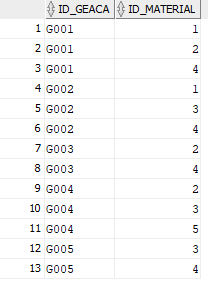 ID_GEACA ID_MATERIAL
1 G001 1
2 G001 2
3 G001 4
4 G002 1
5 G002 3
6 G002 4
7 G003 2
8 G003 4
9 G004 2
10 G004 3
11 G004 5
12 G005 3
13 G005 4